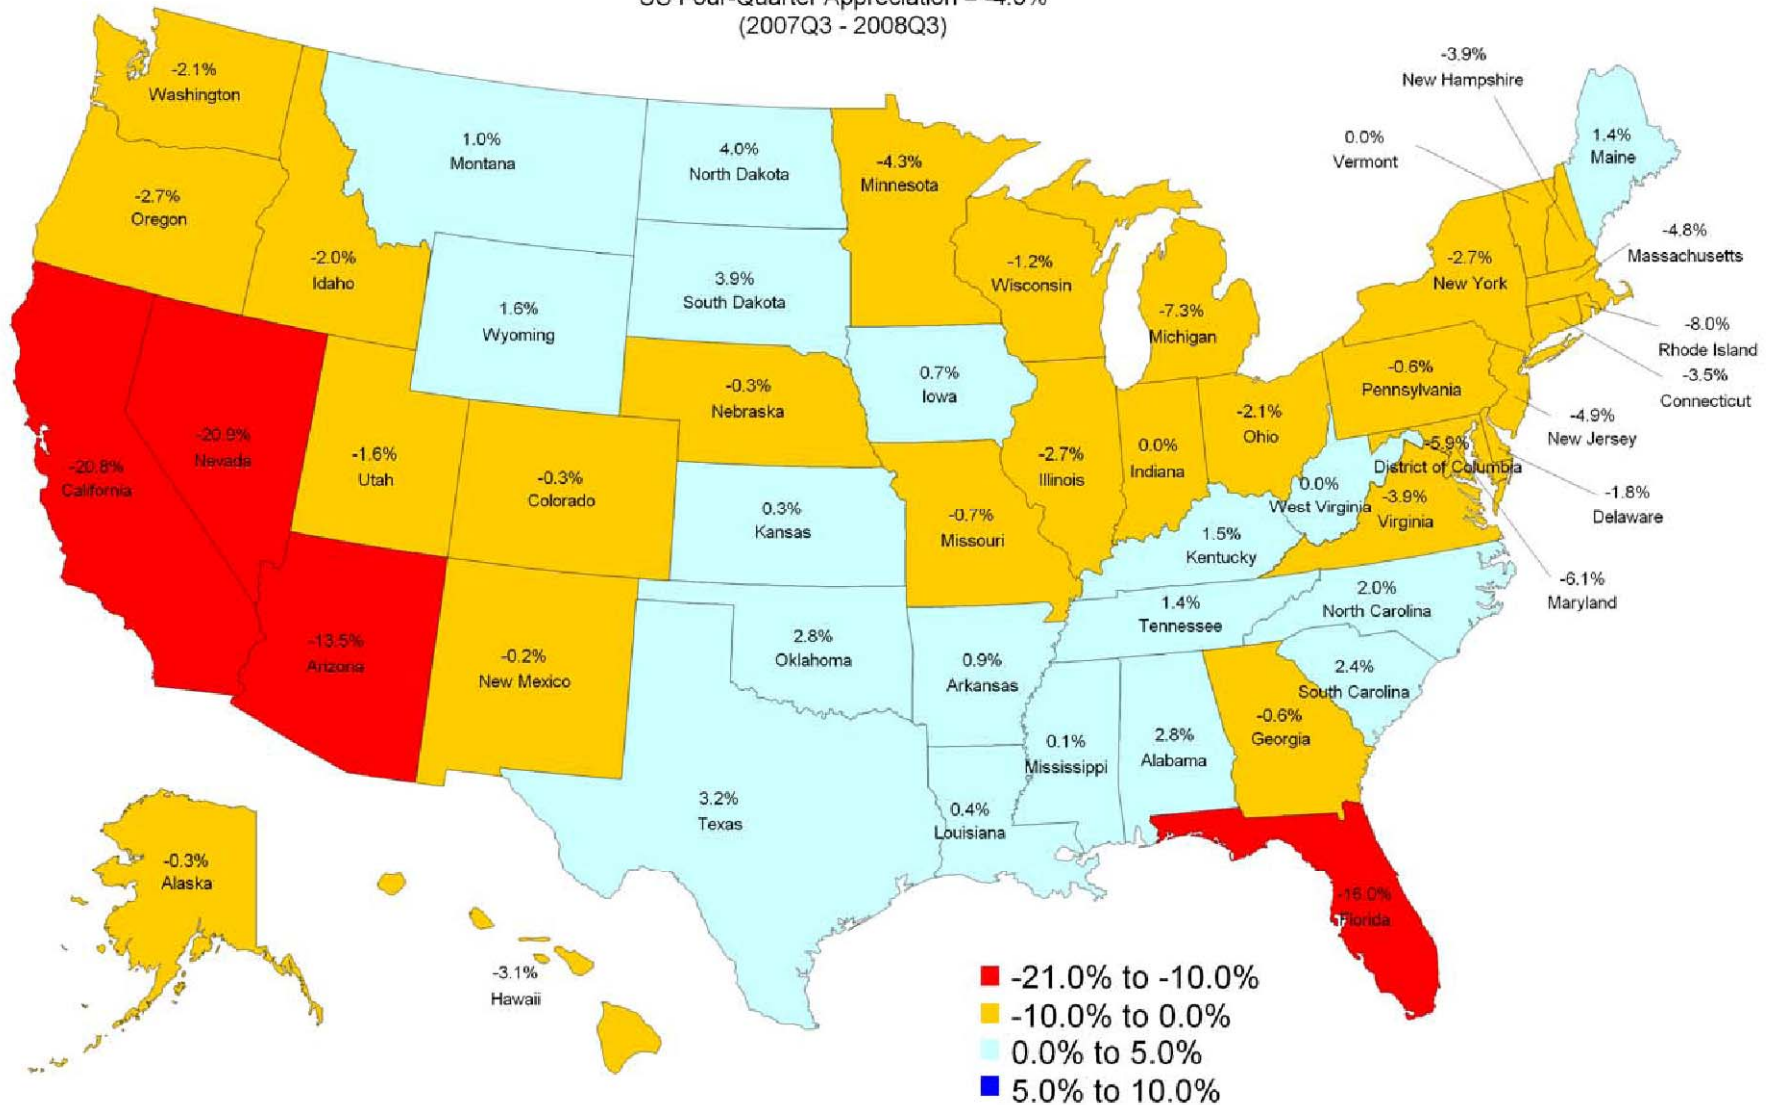 (2007Q3 - 2008Q3)
-2.1%
Washington
-2.7%
Oregon
-2.0%
Idaho
1.0%
Montana
4.0%
North Dakota
-4.3%
Minnesota
3.9%
South Dakota
1.6%
Wyoming
-1.2%
Wisconsin
-7.3%
Michigan
-3.9%
New Hampshire
0.0%
Vermont
1.4%
Maine
-4.8%
Massachusetts
-2.7%
New York
-8.0%
Rhode Island
-3.5%
Connecticut
-0.6%
Pennsylvania
-4.9%
New Jersey
-20.8%
California
-20.9%
Nevada
-1.6%
Utah
-0.3%
Colorado
-0.3%
Nebraska
0.7%
Iowa
0.3%
Kansas
-0.7%
Missouri
-2.7%
Illinois
0.0%
Indiana
-2.1%
Ohio
-5.9%
District of Columbia
0.0%
West Virginia
-3.9%
Virginia
-1.8%
Delaware
-6.1%
Maryland
1.5%
Kentucky
1.4%
Tennessee
2.0%
North Carolina
2.4%
South Carolina
-13.5%
Arizona
-0.2%
New Mexico
2.8%
Oklahoma
0.9%
Arkansas
3.2%
Texas
0.4%
Louisiana
0.1%
Mississippi
2.8%
Alabama
-0.6%
Georgia
-16.0%
Florida
-0.3%
Alaska
-3.1%
Hawaii
-21.0% to -10.0%
-10.0% to 0.0%
0.0% to 5.0%
5.0% to 10.0%